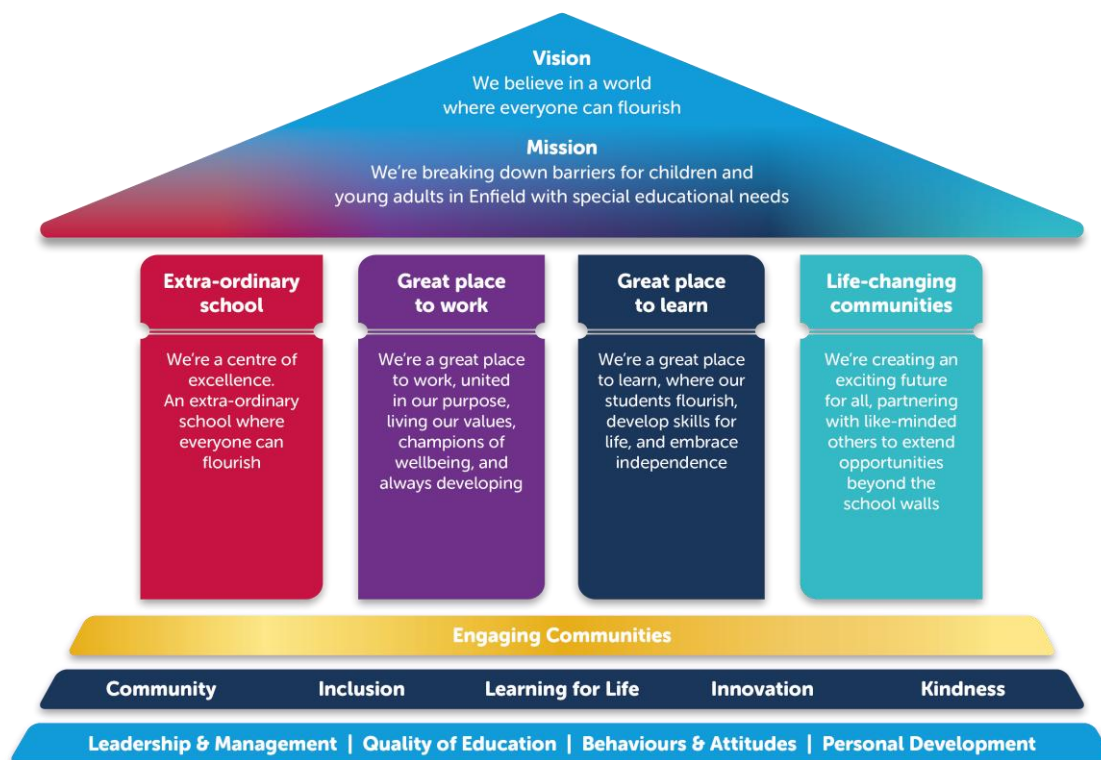 Vision
We believe in a world
where everyone can flourish
Mission
We're breaking down barriers for children and
young adults in Enfield with special educational needs
Extra-ordinary
school
We're a centre of
excellence.
An extra-ordinary
school where
everyone can
flourish
Great place
to work
We're a great place
to work, united
in our purpose,
living our values,
champions of
wellbeing, and
always developing
Great place
to learn
We're a great place
to learn, where our
students flourish,
develop skills for
life, and embrace
independence
Life-changing
communities
We're creating an
exciting future
for all, partnering
with like-minded
others to extend
opportunities
beyond the
school walls
Engaging Communities
Community Inclusion Learning for Life Innovation Kindness
Leadership & Management | Quality of Education | Behaviours & Attitudes | Personal Development